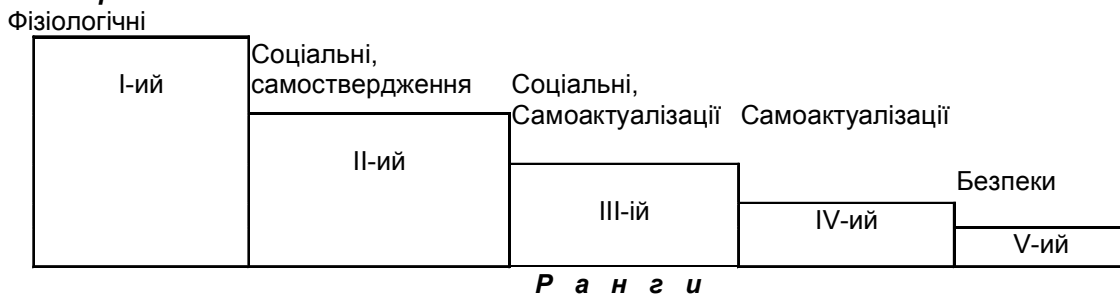 Фізіологічні
І-ий
Соціальні,
самоствердження
ІІ-ий
Соціальні,
Самоактуалізації
ІІІ-ій
Самоактуалізації
IV-ий
Безпеки
V-ий
Р а н г и